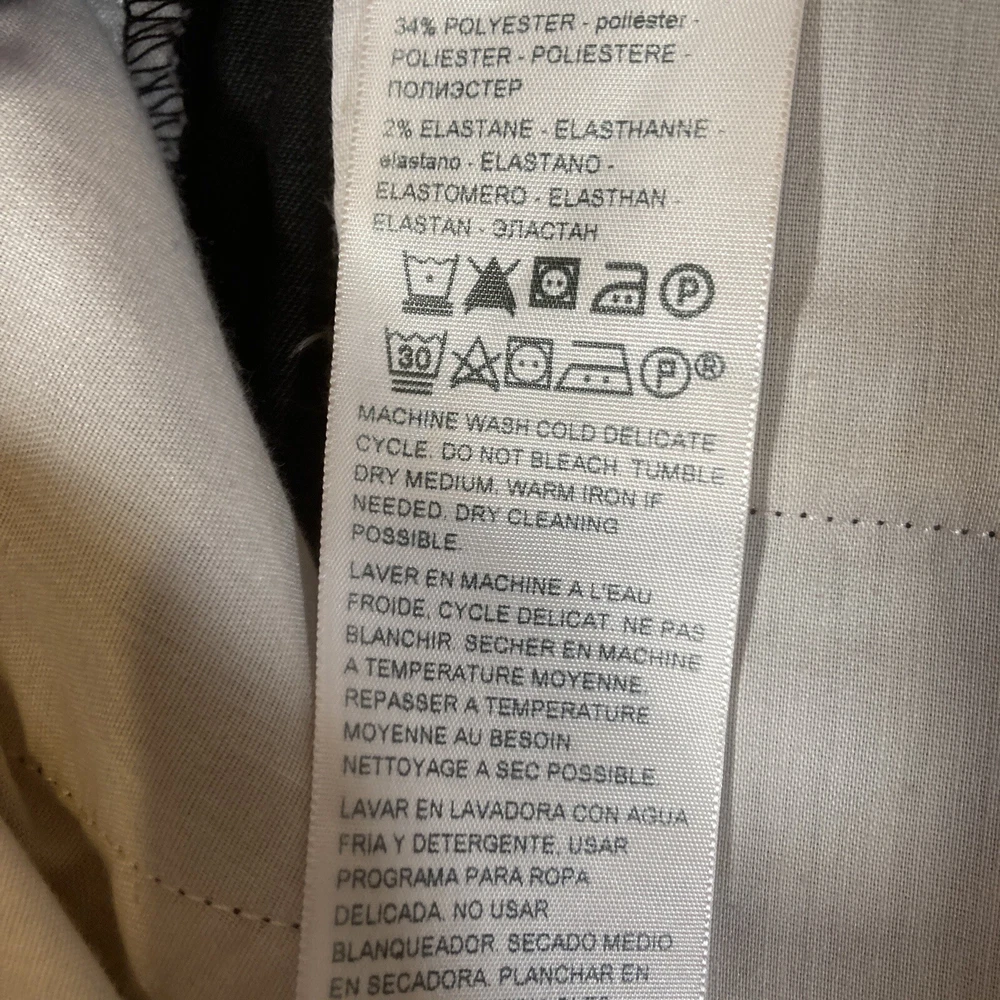 34% POLYESTER - poliéster -
POLIESTER - POLIESTERE -
ПОЛИЭСТЕР
2% ELASTANE - ELASTHANNE -
elastano - ELASTANO -
ELASTOMERO - ELASTHAN -
ELASTAN - ЭЛАСТАН
P
30 P ®
MACHINE WASH COLD DELICATE
CYCLE. DO NOT BLEACH. TUMBLE
DRY MEDIUM. WARM IRON IF
NEEDED. DRY CLEANING
POSSIBLE.
LAVER EN MACHINE A L'EAU
FROIDE, CYCLE DELICAT. NE PAS
BLANCHIR. SECHER EN MACHINE
A TEMPERATURE MOYENNE.
REPASSER A TEMPERATURE
MOYENNE AU BESOIN.
NETTOYAGE A SEC POSSIBLE.
LAVAR EN LAVADORA CON AGUA
FRIA Y DETERGENTE, USAR
PROGRAMA PARA ROPA
DELICADA. NO USAR
BLANQUEADOR. SECADO MEDIO
EN SECADORA. PLANCHAR EN